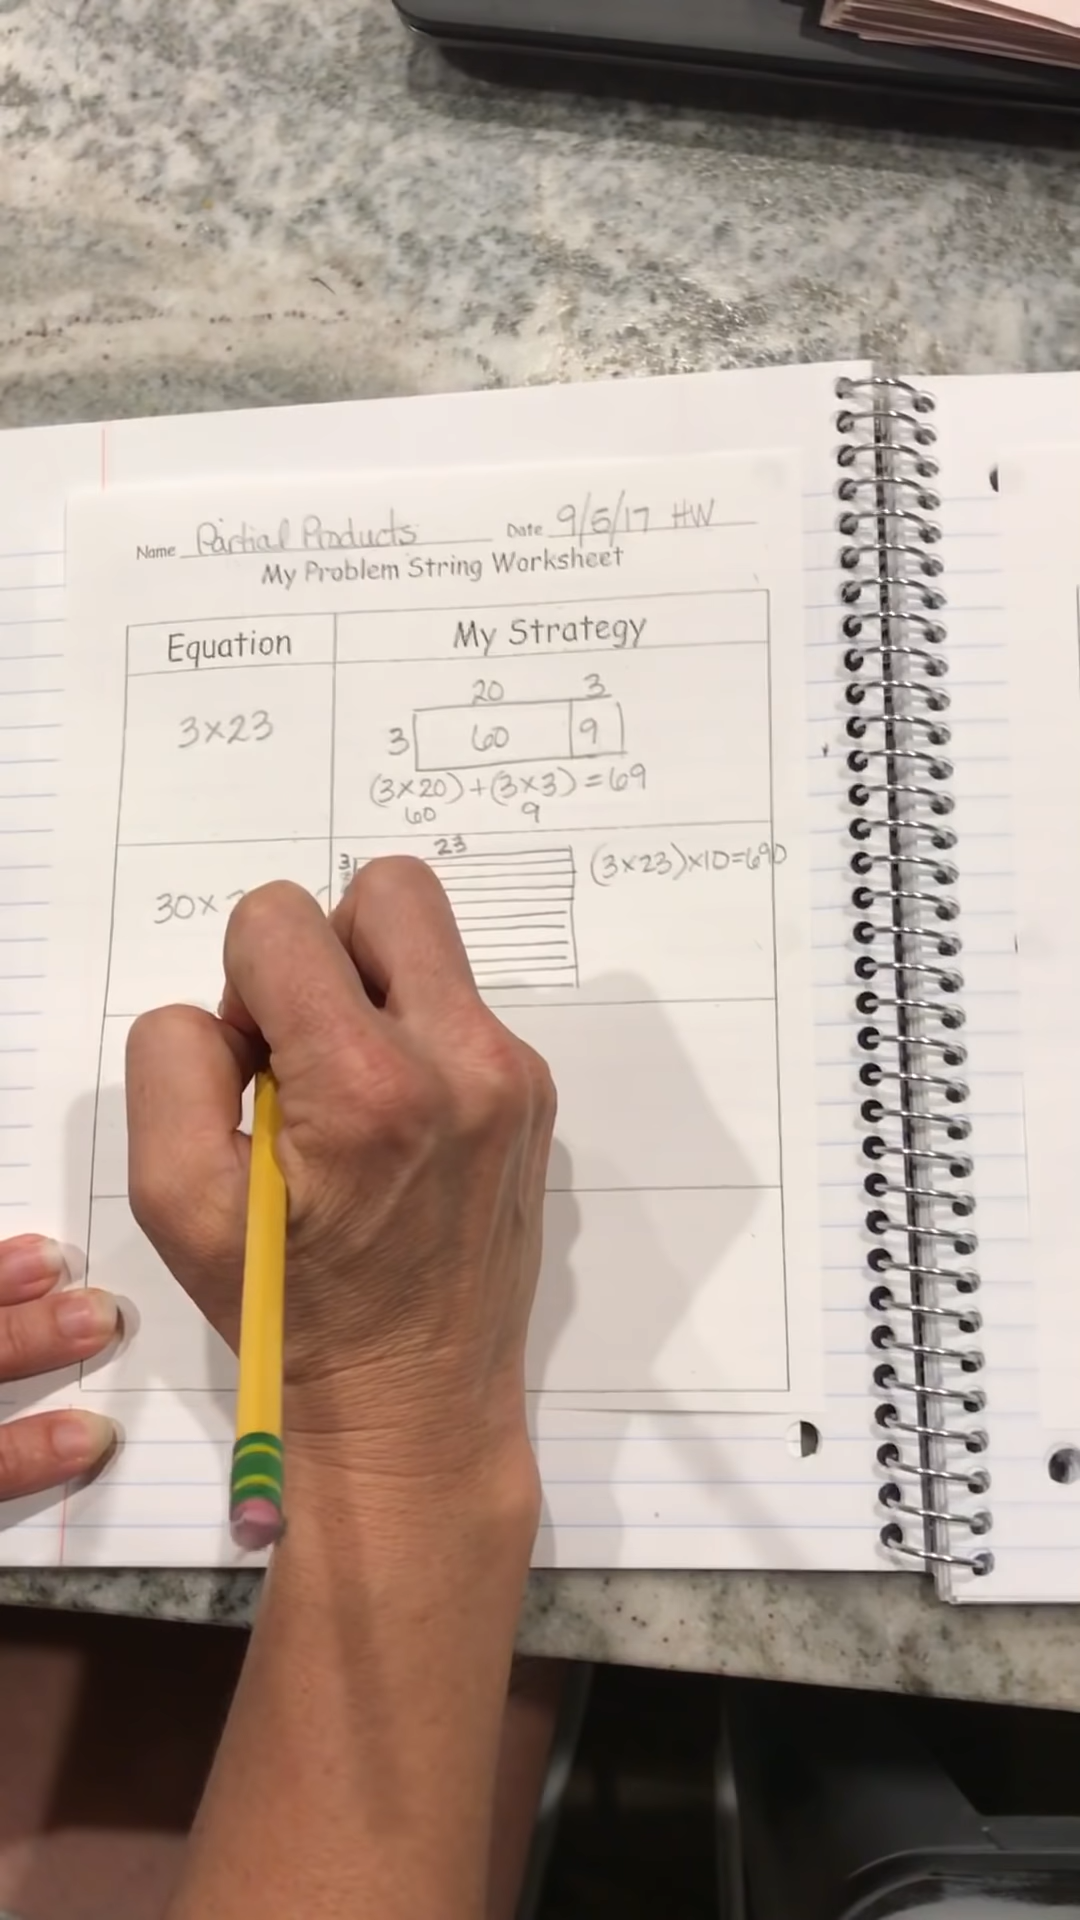 Name Partial Products Date 9/5/17 HW
My Problem String Worksheet
Equation My Strategy
3×23
20 3
3 60 9
(3×20)+(3×3)=69
60 9
30×
23
3
(3×23)×10=690